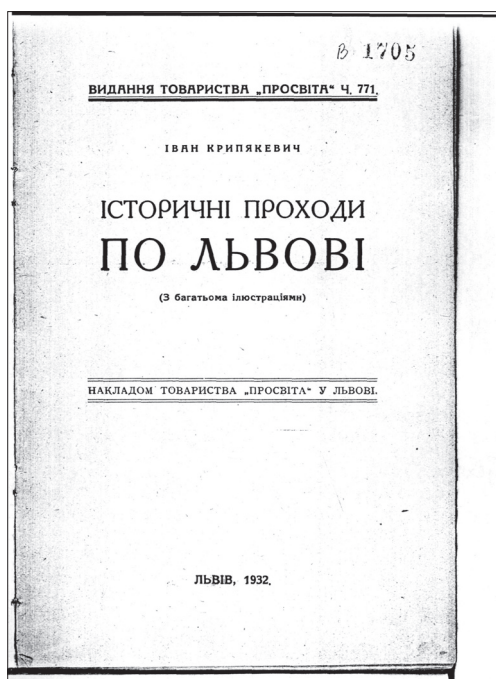 В 1705
ВИДАННЯ ТОВАРИСТВА „ПРОСВІТА“ Ч. 771.
ІВАН КРИПЯКЕВИЧ
ІСТОРИЧНІ ПРОХОДИ
ПО ЛЬВОВІ
(З багатьома ілюстраціями)
НАКЛАДОМ ТОВАРИСТВА „ПРОСВІТА“ У ЛЬВОВІ.
ЛЬВІВ, 1932.